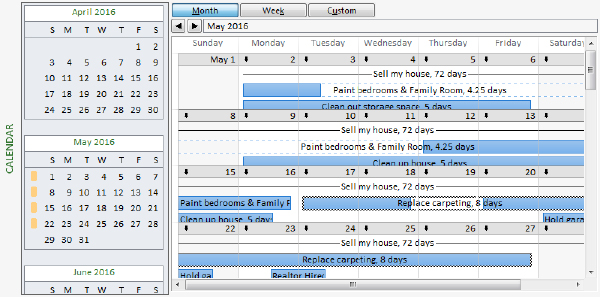 CALENDAR
April 2016
S M T W T F S
1 2
3 4 5 6 7 8 9
10 11 12 13 14 15 16
17 18 19 20 21 22 23
24 25 26 27 28 29 30
May 2016
S M T W T F S
1 2 3 4 5 6 7
8 9 10 11 12 13 14
15 16 17 18 19 20 21
22 23 24 25 26 27 28
29 30 31
June 2016
S M T W T F S
Month Week Custom
May 2016
Sunday Monday Tuesday Wednesday Thursday Friday Saturday
May 1 2 3 4 5 6
Sell my house, 72 days
Paint bedrooms & Family Room, 4.25 days
Clean out storage space, 5 days
8 9 10 11 12 13
Sell my house, 72 days
Paint bedrooms & Family Room, 4.25 days
Clean up house, 5 days
15 16 17 18 19 20
Sell my house, 72 days
Paint bedrooms & Family R Replace carpeting, 8 days
Clean up house, 5 days Hold gara
22 23 24 25 26 27
Sell my house, 72 days
Replace carpeting, 8 days
Hold ga Realtor Hired